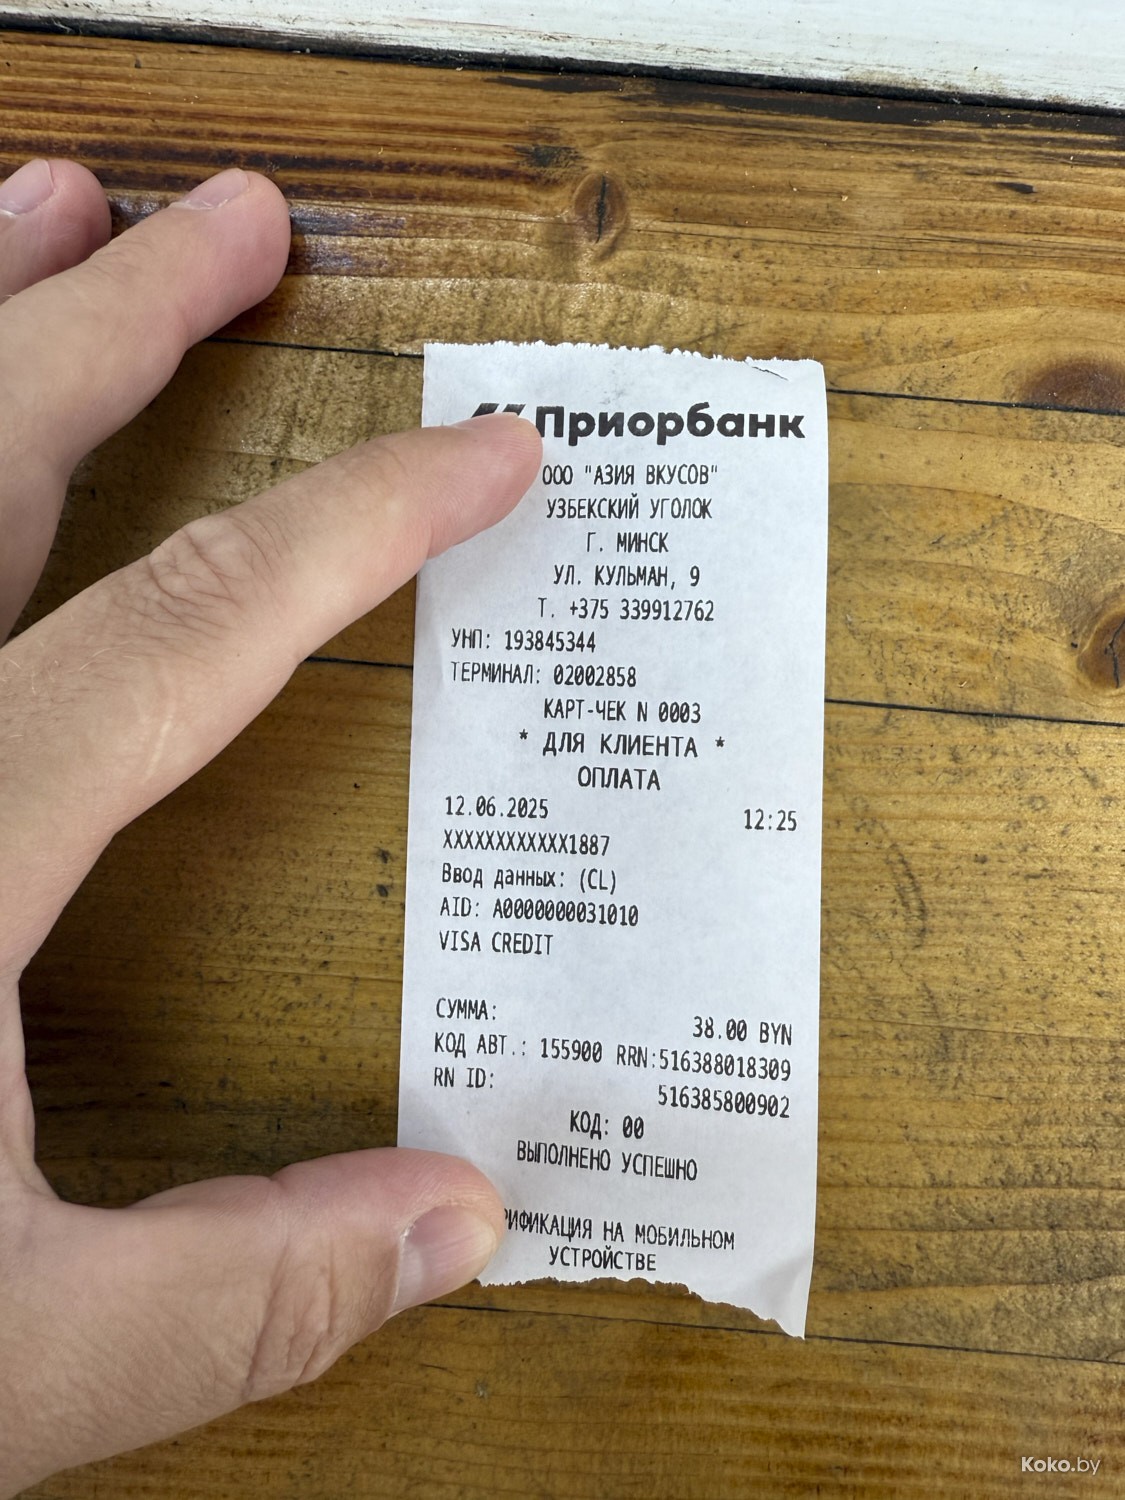 Приорбанк
ООО "АЗИЯ ВКУСОВ"
УЗБЕКСКИЙ УГОЛОК
Г. МИНСК
УЛ. КУЛЬМАН, 9
Т. +375 339912762
УНП: 193845344
ТЕРМИНАЛ: 02002858
КАРТ-ЧЕК N 0003
* ДЛЯ КЛИЕНТА *
ОПЛАТА
12.06.2025 12:25
XXXXXXXXXXXX1887
Ввод данных: (CL)
AID: A0000000031010
VISA CREDIT
СУММА: 38.00 BYN
КОД АВТ.: 155900 RRN:516388018309
RN ID: 516385800902
КОД: 00
ВЫПОЛНЕНО УСПЕШНО
НА МОБИЛЬНОМ
УСТРОЙСТВЕ
Koko.by